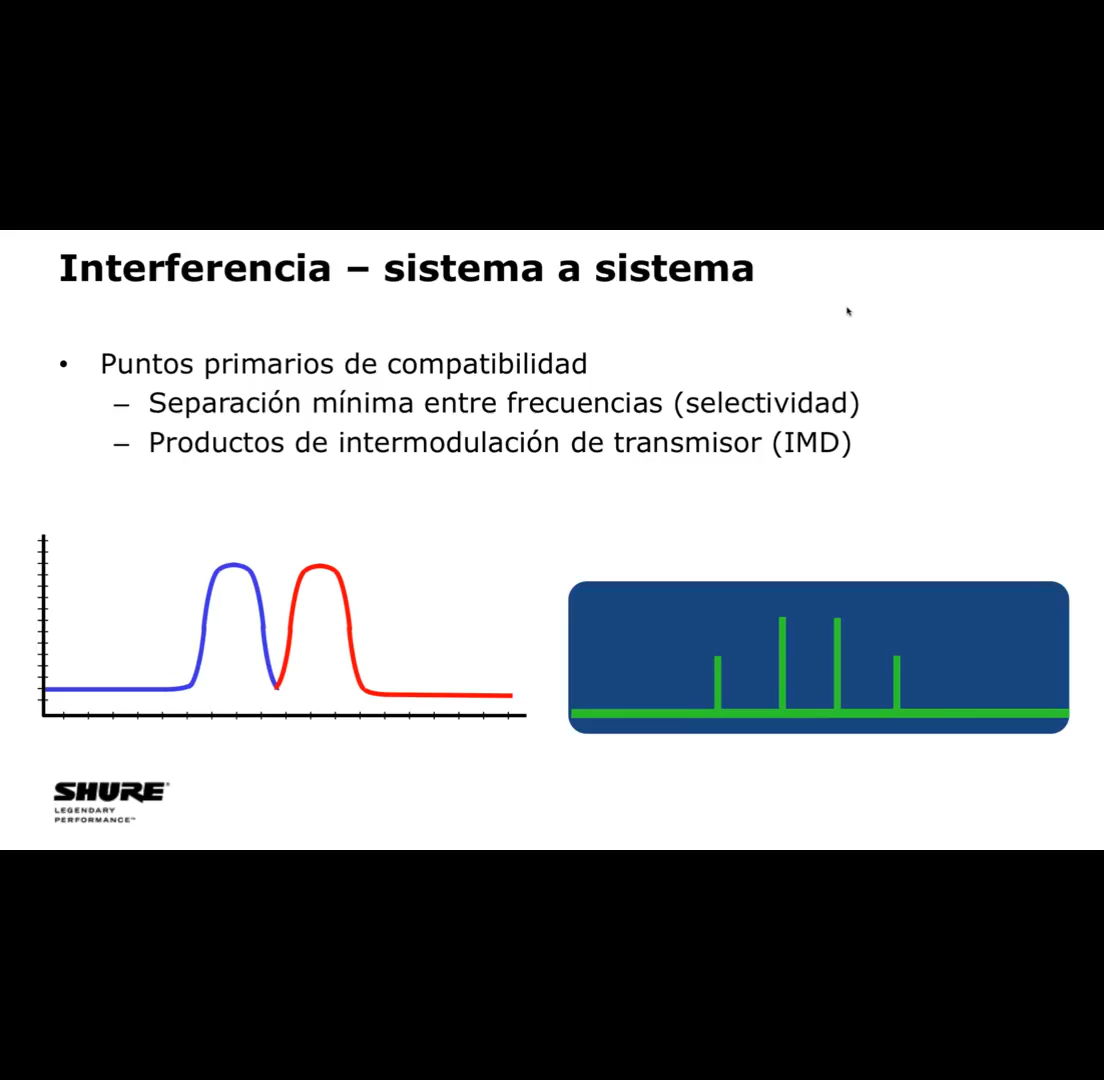 Interferencia – sistema a sistema
• Puntos primarios de compatibilidad
– Separación mínima entre frecuencias (selectividad)
– Productos de intermodulación de transmisor (IMD)
SHURE®
LEGENDARY
PERFORMANCE™